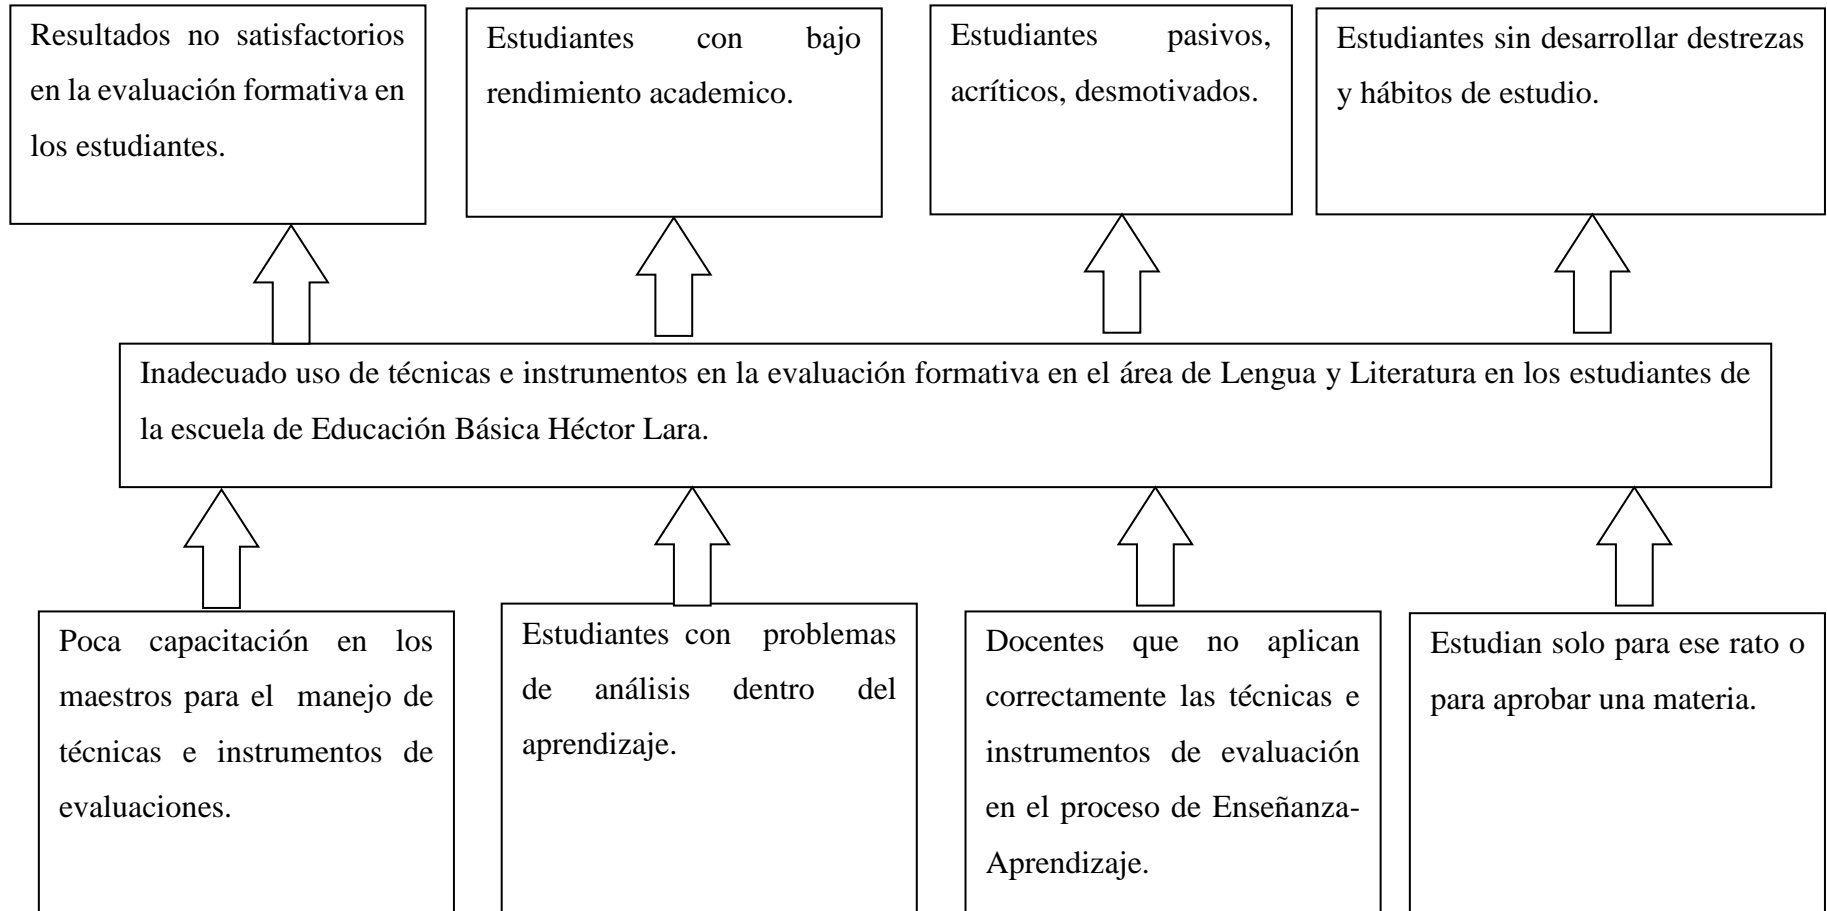 Resultados no satisfactorios
en la evaluación formativa en
los estudiantes.
Estudiantes con bajo
rendimiento academico.
Estudiantes pasivos,
acríticos, desmotivados.
Estudiantes sin desarrollar destrezas
y hábitos de estudio.
Inadecuado uso de técnicas e instrumentos en la evaluación formativa en el área de Lengua y Literatura en los estudiantes de
la escuela de Educación Básica Héctor Lara.
Poca capacitación en los
maestros para el manejo de
técnicas e instrumentos de
evaluaciones.
Estudiantes con problemas
de análisis dentro del
aprendizaje.
Docentes que no aplican
correctamente las técnicas e
instrumentos de evaluación
en el proceso de Enseñanza-
Aprendizaje.
Estudian solo para ese rato o
para aprobar una materia.